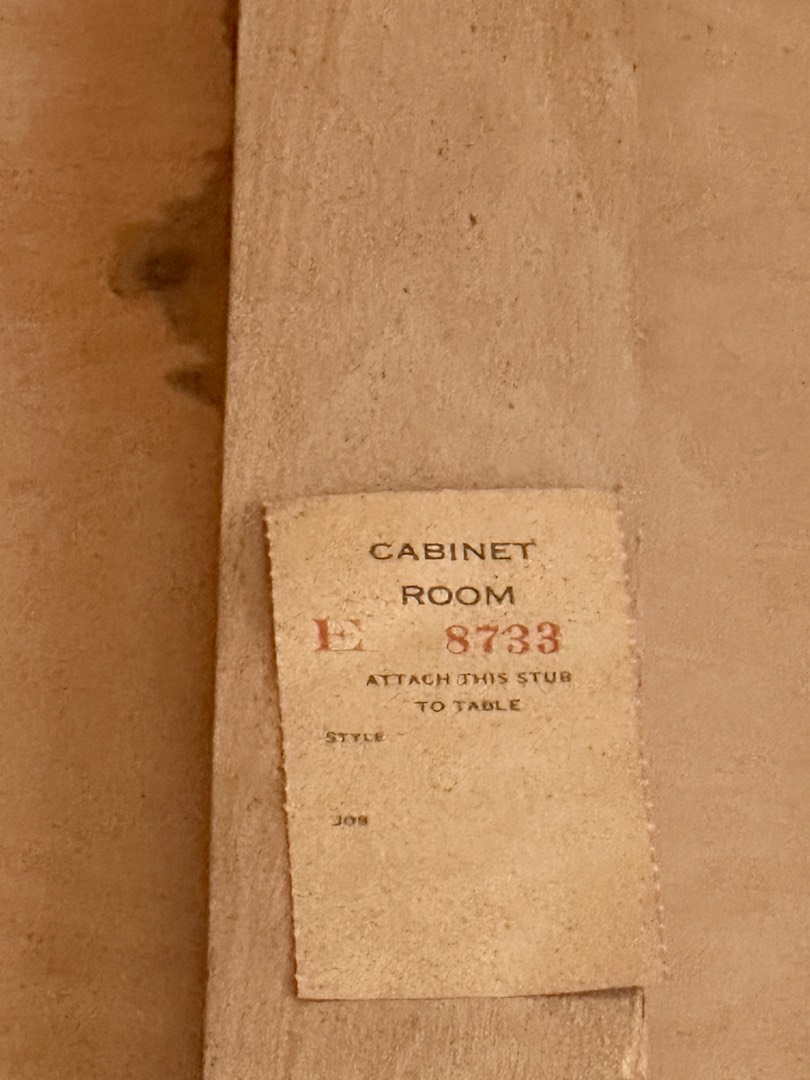 CABINET
ROOM
E 8733
ATTACH THIS STUB
TO TABLE
STYLE
JOB